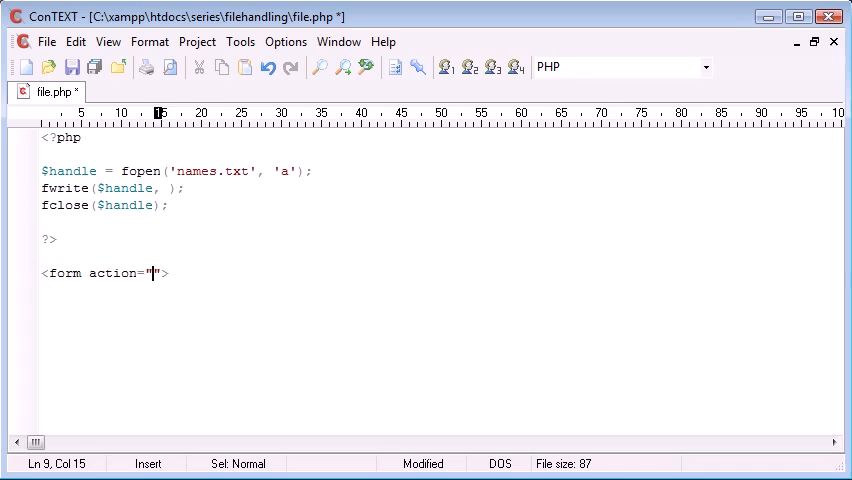 ConTEXT - [C:\xampp\htdocs\series\filehandling\file.php *]
File Edit View Format Project Tools Options Window Help
PHP
file.php *
5 10 15 20 25 30 35 40 45 50 55 60 65 70 75 80 85 90 95 10
<?php
$handle = fopen('names.txt', 'a');
fwrite($handle, );
fclose($handle);
?>
<form action="">
Ln 9, Col 15 Insert Sel: Normal Modified DOS File size: 87